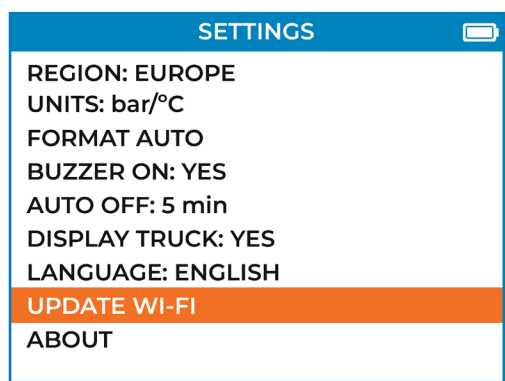 SETTINGS
REGION: EUROPE
UNITS: bar/°C
FORMAT AUTO
BUZZER ON: YES
AUTO OFF: 5 min
DISPLAY TRUCK: YES
LANGUAGE: ENGLISH
UPDATE WI-FI
ABOUT